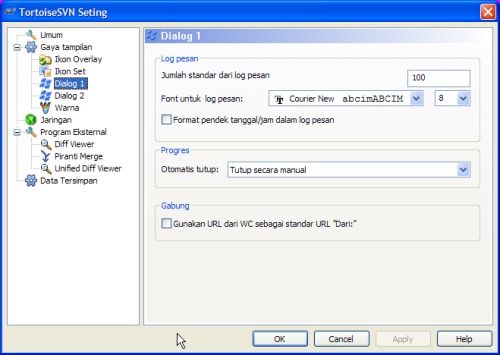 TortoiseSVN Seting
Umum
Gaya tampilan
Ikon Overlay
Ikon Set
Dialog 1
Dialog 2
Warna
Jaringan
Program Eksternal
Diff Viewer
Piranti Merge
Unified Diff Viewer
Data Tersimpan
Dialog 1
Log pesan
Jumlah standar dari log pesan 100
Font untuk log pesan: Courier New abcimABCIM 8
Format pendek tanggal/jam dalam log pesan
Progres
Otomatis tutup: Tutup secara manual
Gabung
Gunakan URL dari WC sebagai standar URL "Dari:"
OK Cancel Apply Help